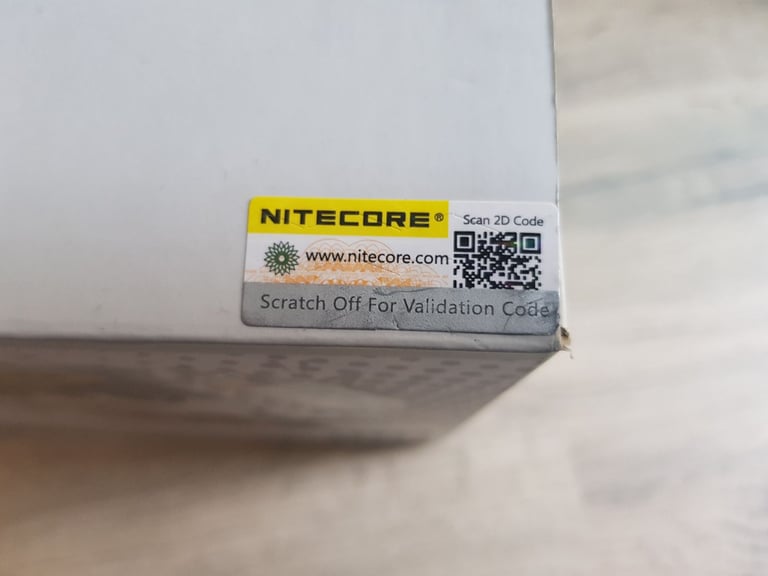 NITECORE®
Scan 2D Code
www.nitecore.com
Scratch Off For Validation Code